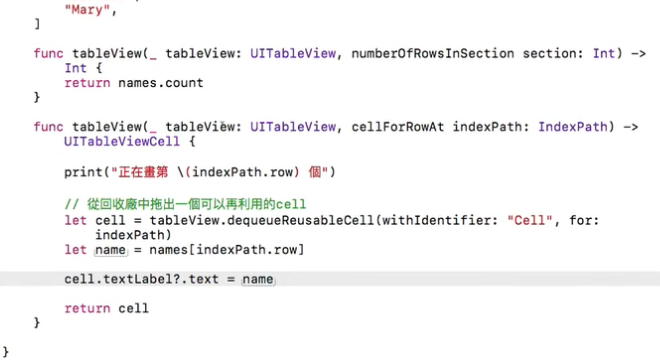 "Mary",
]
func tableView(_ tableView: UITableView, numberOfRowsInSection section: Int) ->
Int {
return names.count
}
func tableView(_ tableView: UITableView, cellForRowAt indexPath: IndexPath) ->
UITableViewCell {
print("正在畫第 \(indexPath.row) 個")
// 從回收廠中拖出一個可以再利用的cell
let cell = tableView.dequeueReusableCell(withIdentifier: "Cell", for:
indexPath)
let name = names[indexPath.row]
cell.textLabel?.text = name
return cell
}
}